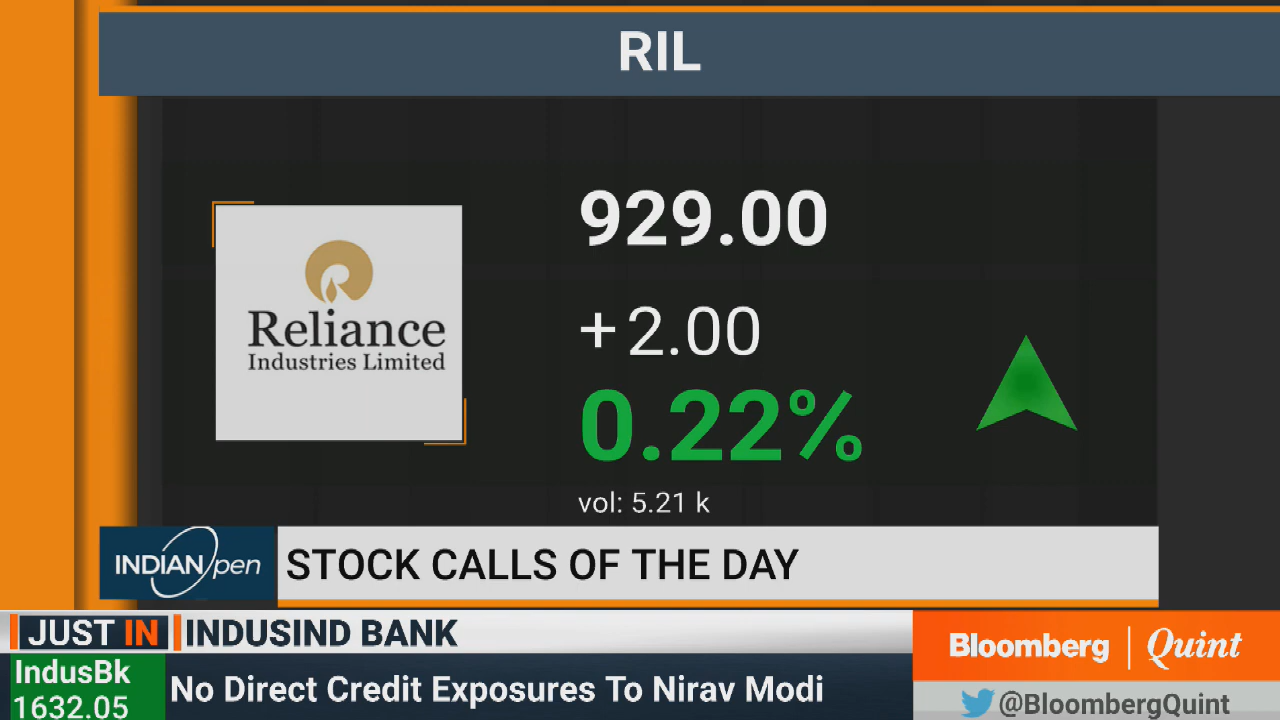 RIL
Reliance
Industries Limited
929.00
+2.00
0.22%
vol: 5.21 k
INDIAN Open
STOCK CALLS OF THE DAY
JUST IN
INDUSIND BANK
IndusBk
1632.05
No Direct Credit Exposures To Nirav Modi
Bloomberg | Quint
@BloombergQuint